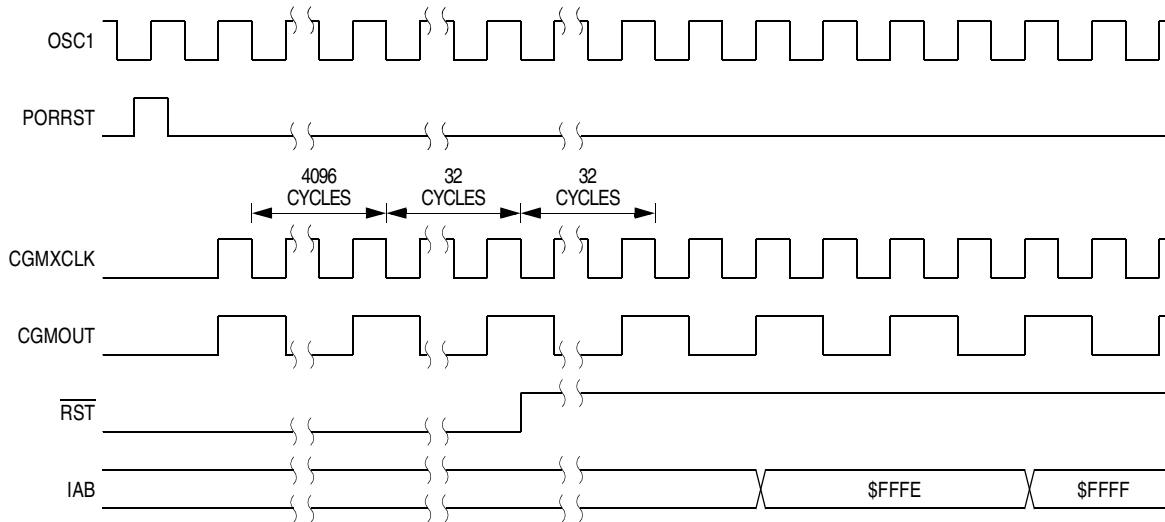 OSC1
PORRST
4096
CYCLES
32
CYCLES
32
CYCLES
CGMXCLK
CGMOUT
RST
IAB
$FFFE
$FFFF